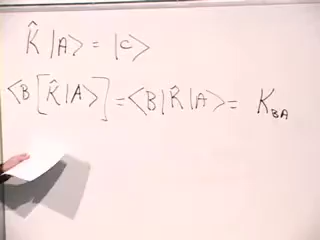 K̂ |A> = |C>
<B [K̂ |A>] = <B|K̂|A> = K_BA